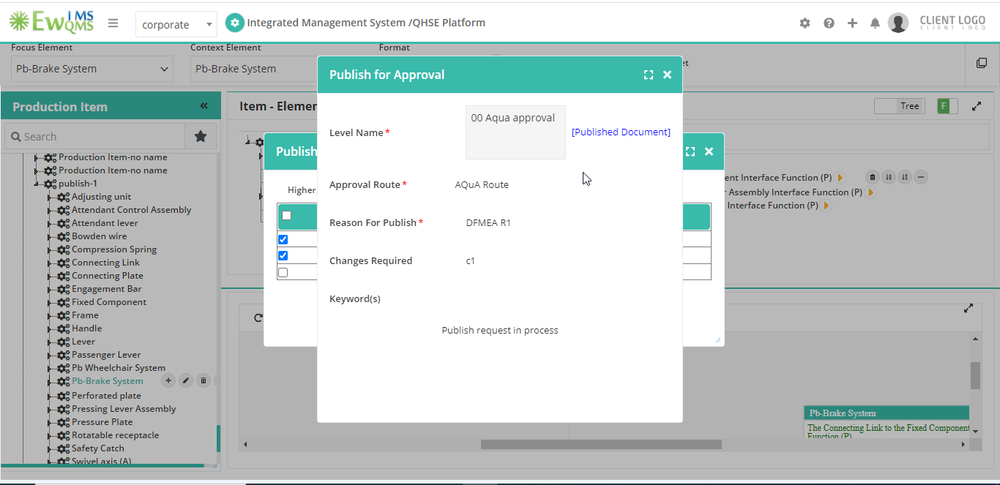 EwQMS IMS
corporate
Integrated Management System /QHSE Platform
CLIENT LOGO
CLIENT LOGO
Focus Element
Context Element
Format
Pb-Brake System
Pb-Brake System
et
Production Item
«
Search
Production Item-no name
Production Item-no name
publish-1
Adjusting unit
Attendant Control Assembly
Attendant lever
Bowden wire
Compression Spring
Connecting Link
Connecting Plate
Engagement Bar
Fixed Component
Frame
Handle
Lever
Passenger Lever
Pb Wheelchair System
Pb-Brake System
Perforated plate
Pressing Lever Assembly
Pressure Plate
Rotatable receptacle
Safety Catch
Swivel axis (A)
Item - Elemen
Tree
F
ent Interface Function (P)
r Assembly Interface Function (P)
Interface Function (P)
Publish
Higher
Publish for Approval
Level Name*
00 Aqua approval
[Published Document]
Approval Route*
AQuA Route
Reason For Publish*
DFMEA R1
Changes Required
c1
Keyword(s)
Publish request in process
Pb-Brake System
The Connecting Link to the Fixed Component
Function (P)